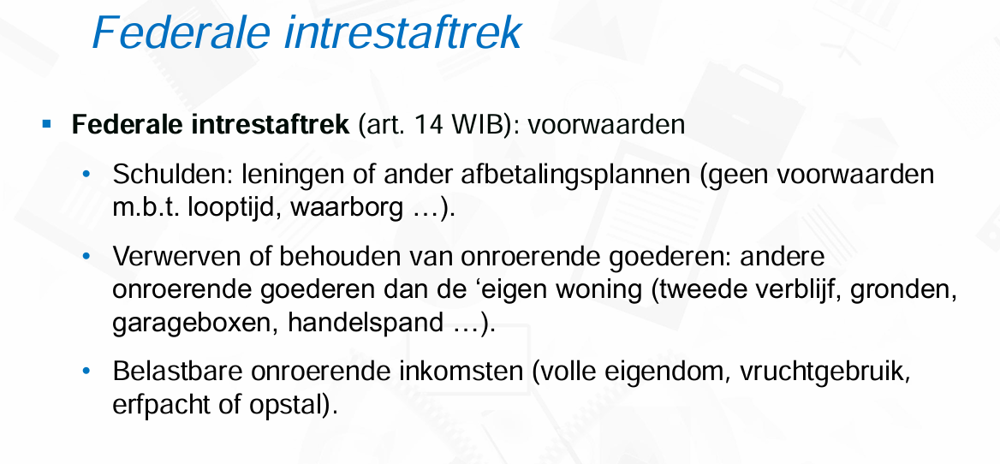 Federale intrestaftrek
▪ Federale intrestaftrek (art. 14 WIB): voorwaarden
• Schulden: leningen of ander afbetalingsplannen (geen voorwaarden
m.b.t. looptijd, waarborg …).
• Verwerven of behouden van onroerende goederen: andere
onroerende goederen dan de ‘eigen woning (tweede verblijf, gronden,
garageboxen, handelspand …).
• Belastbare onroerende inkomsten (volle eigendom, vruchtgebruik,
erfpacht of opstal).